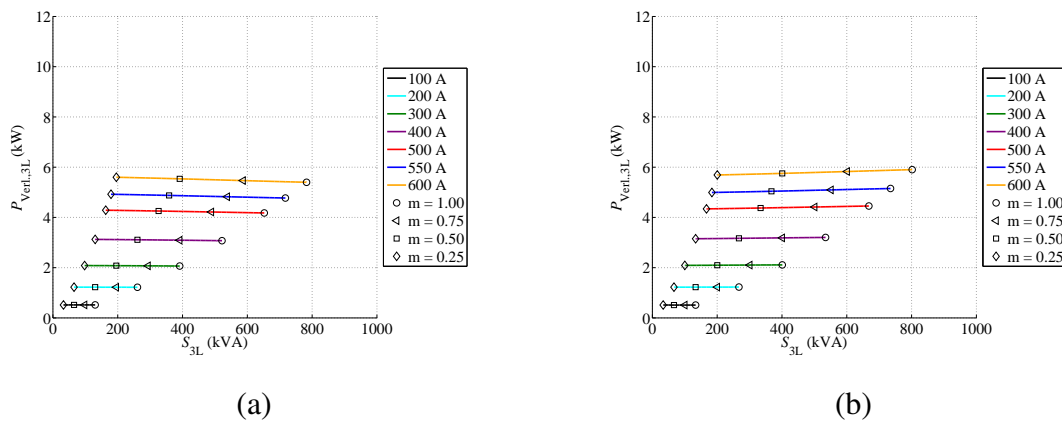 12
10
8
6
4
2
0
0 200 400 600 800 1000
P_Verl.,3L (kW)
S_3L (kVA)
100 A
200 A
300 A
400 A
500 A
550 A
600 A
m = 1.00
m = 0.75
m = 0.50
m = 0.25
(a)
12
10
8
6
4
2
0
0 200 400 600 800 1000
P_Verl.,3L (kW)
S_3L (kVA)
100 A
200 A
300 A
400 A
500 A
550 A
600 A
m = 1.00
m = 0.75
m = 0.50
m = 0.25
(b)